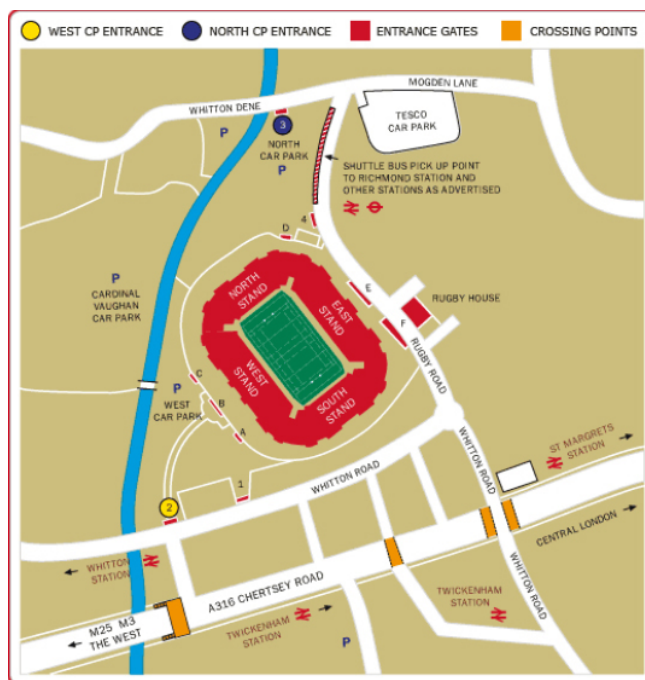 WEST CP ENTRANCE
NORTH CP ENTRANCE
ENTRANCE GATES
CROSSING POINTS
MOGDEN LANE
WHITTON DENE
TESCO
CAR PARK
P
3
NORTH
CAR PARK
P
SHUTTLE BUS PICK UP POINT
TO RICHMOND STATION AND
OTHER STATIONS AS ADVERTISED
4
D
P
CARDINAL
VAUGHAN
CAR PARK
NORTH
STAND
EAST
STAND
E
RUGBY HOUSE
F
RUGBY ROAD
WEST
STAND
SOUTH
STAND
C
P
WEST
CAR PARK
B
A
ST MARGRETS
STATION
WHITTON ROAD
WHITTON ROAD
1
2
CENTRAL LONDON
WHITTON
STATION
A316 CHERTSEY ROAD
WHITTON ROAD
TWICKENHAM
STATION
M25 M3
THE WEST
TWICKENHAM
STATION
P